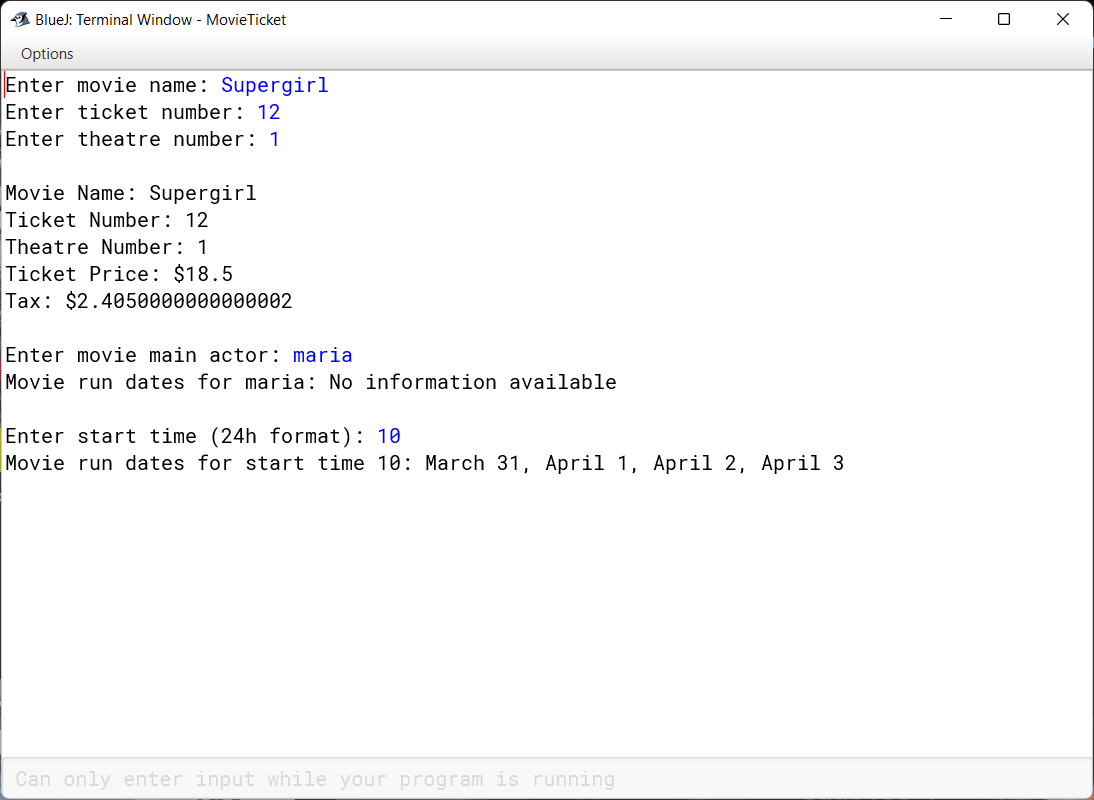 BlueJ: Terminal Window - MovieTicket
Options
Enter movie name: Supergirl
Enter ticket number: 12
Enter theatre number: 1
Movie Name: Supergirl
Ticket Number: 12
Theatre Number: 1
Ticket Price: $18.5
Tax: $2.4050000000000002
Enter movie main actor: maria
Movie run dates for maria: No information available
Enter start time (24h format): 10
Movie run dates for start time 10: March 31, April 1, April 2, April 3
Can only enter input while your program is running